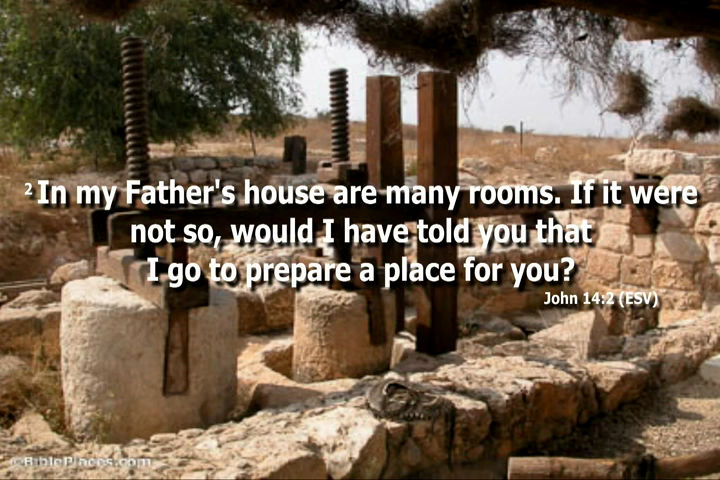 2 In my Father's house are many rooms. If it were
not so, would I have told you that
I go to prepare a place for you?
John 14:2 (ESV)
©BiblePlaces.com